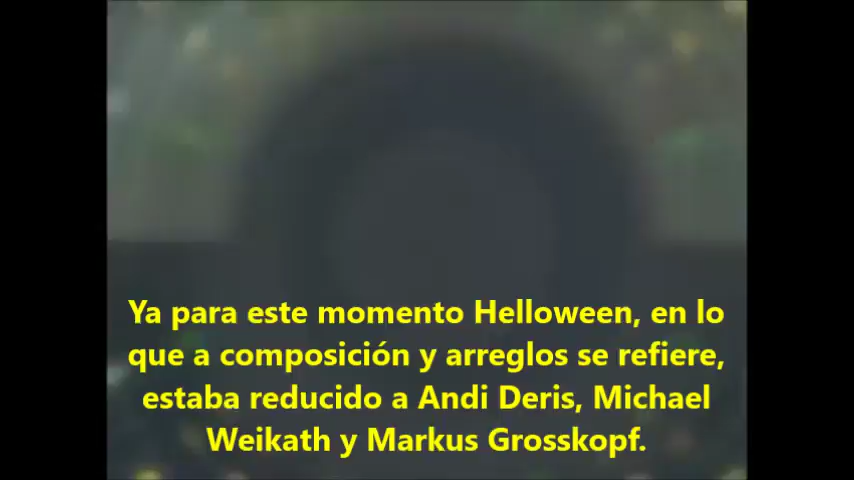 Ya para este momento Helloween, en lo
que a composición y arreglos se refiere,
estaba reducido a Andi Deris, Michael
Weikath y Markus Grosskopf.